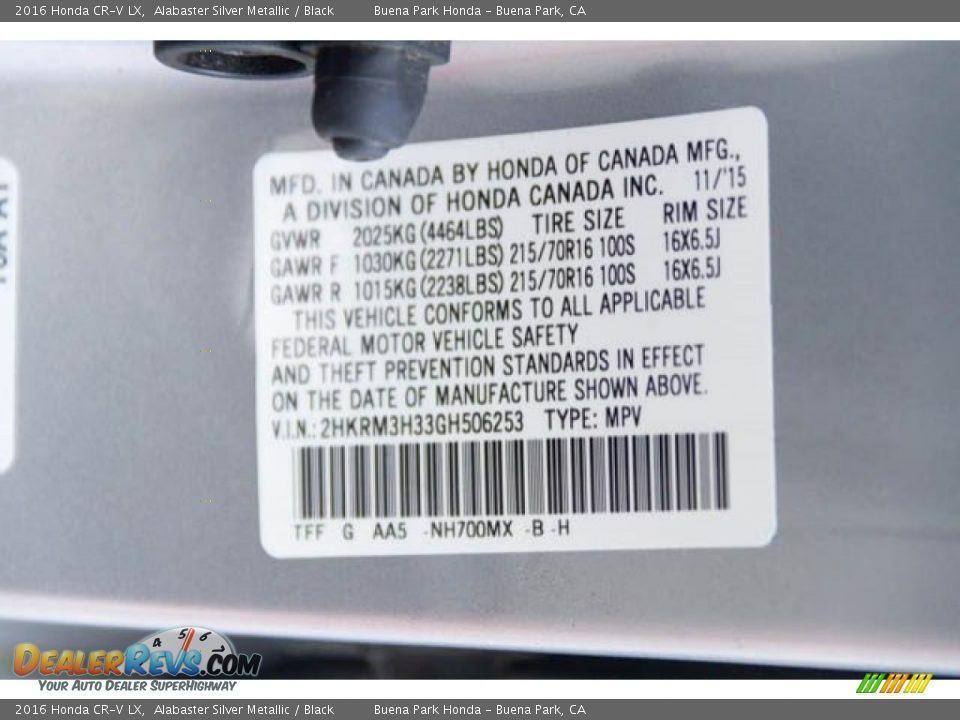 2016 Honda CR-V LX, Alabaster Silver Metallic / Black Buena Park Honda - Buena Park, CA
MFD. IN CANADA BY HONDA OF CANADA MFG.,
A DIVISION OF HONDA CANADA INC. 11/'15
GVWR 2025KG(4464LBS) TIRE SIZE RIM SIZE
GAWR F 1030KG(2271LBS) 215/70R16 100S 16X6.5J
GAWR R 1015KG(2238LBS) 215/70R16 100S 16X6.5J
THIS VEHICLE CONFORMS TO ALL APPLICABLE
FEDERAL MOTOR VEHICLE SAFETY
AND THEFT PREVENTION STANDARDS IN EFFECT
ON THE DATE OF MANUFACTURE SHOWN ABOVE.
V.I.N.: 2HKRM3H33GH506253 TYPE: MPV
TFF G AA5 -NH700MX -B -H
4 5 6
DEALERREVS.COM
YOUR AUTO DEALER SUPERHIGHWAY
2016 Honda CR-V LX, Alabaster Silver Metallic / Black Buena Park Honda - Buena Park, CA